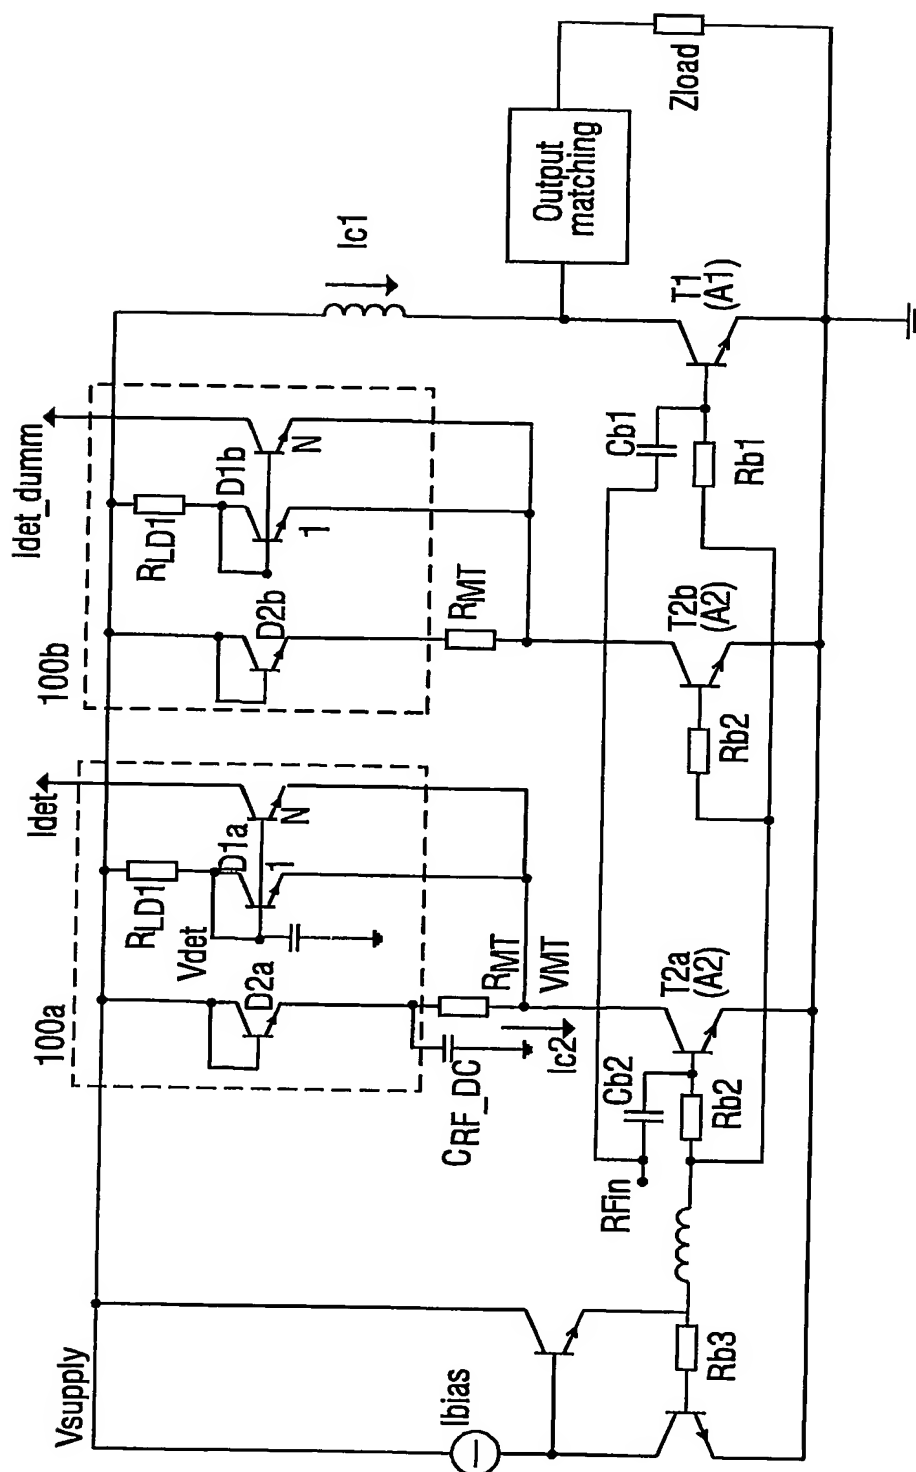 Vsupply
Ibias
Rb3
RFin
Cb2
Rb2
T2a
(A2)
Ic2
CRF_DC
RMT
VMT
100a
D2a
Vdet
RLD1
D1a
1
N
Idet
100b
D2b
RLD1
D1b
1
N
Idet_dumm
RMT
T2b
(A2)
Rb2
Cb1
Rb1
T1
(A1)
Ic1
Output
matching
Zload